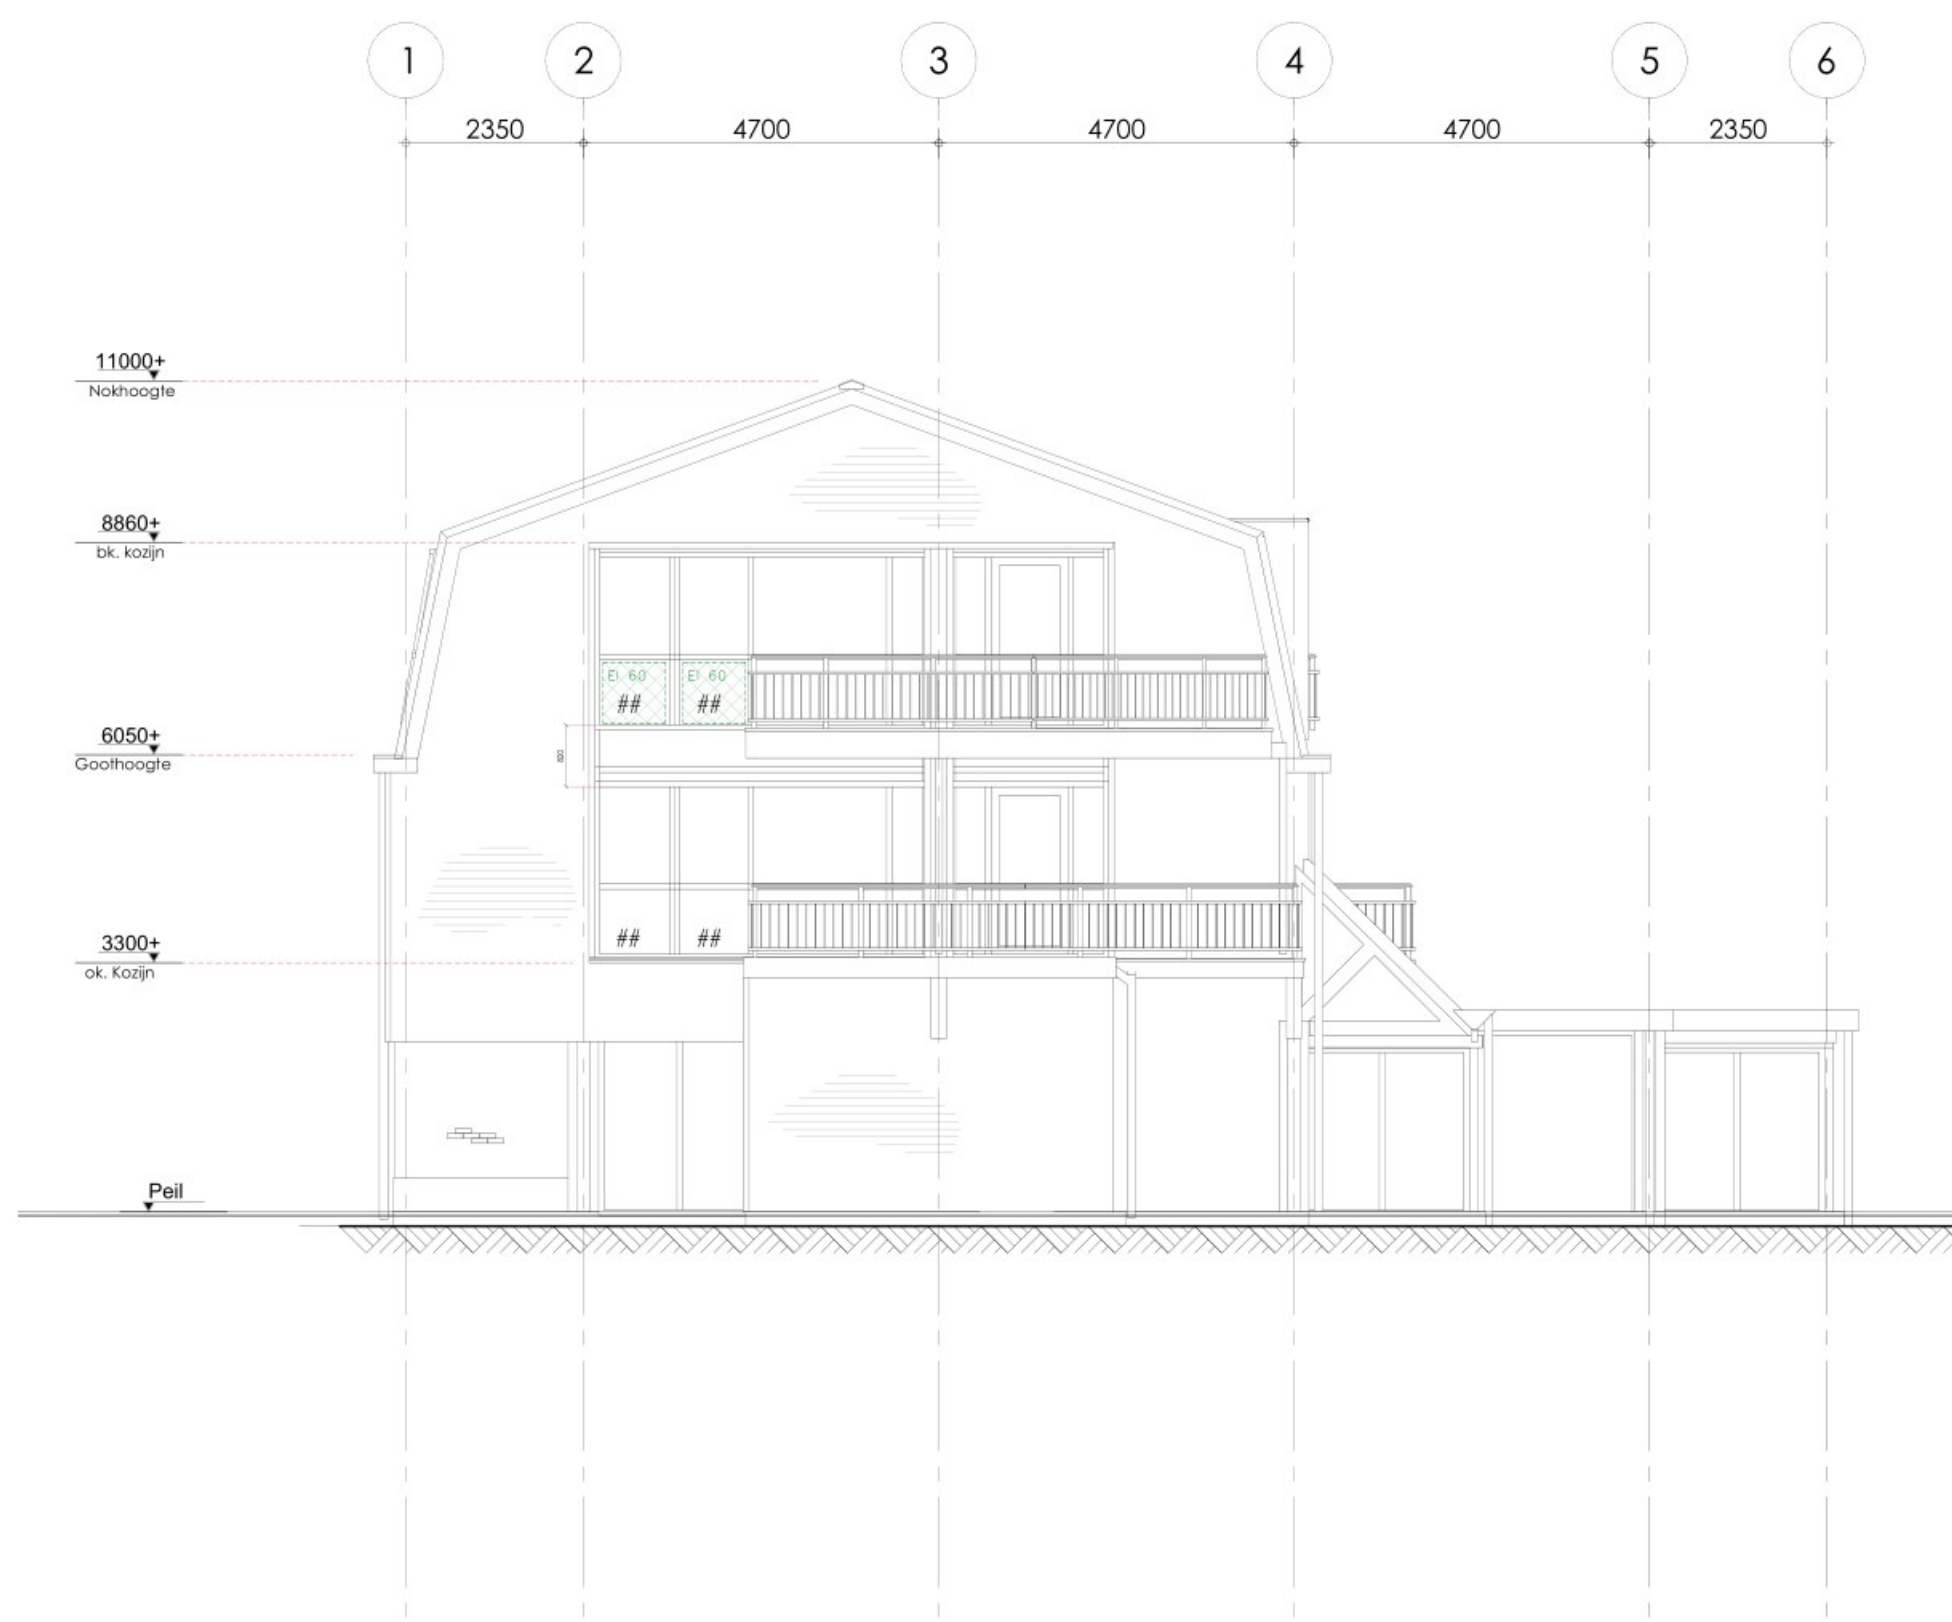 1 2 3 4 5 6
2350 4700 4700 4700 2350
11000+
Nokhoogte
8860+
bk. kozijn
EI 60 EI 60
## ##
6050+
Goothoogte
820
## ##
3300+
ok. Kozijn
Peil